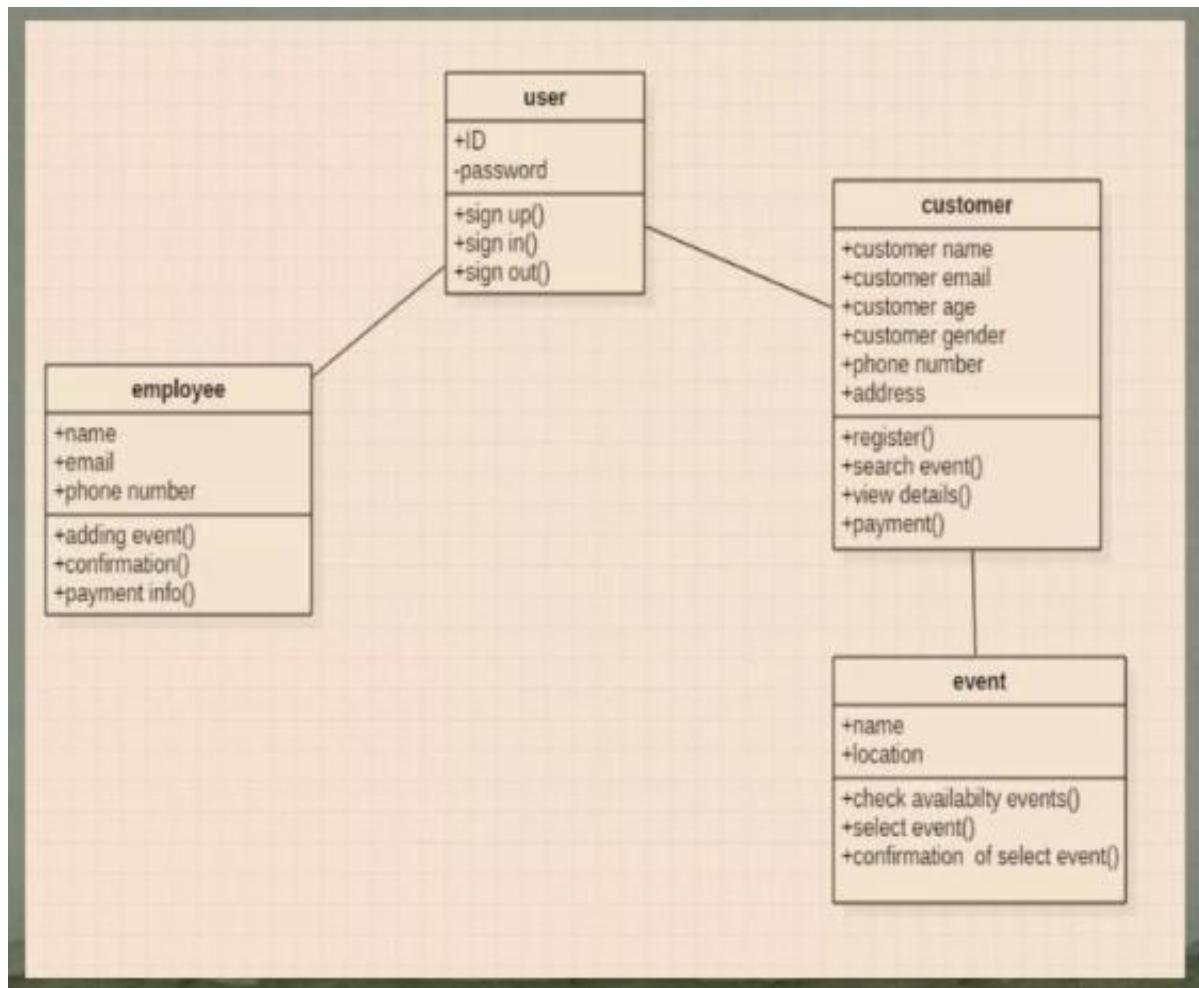 user
+ID
-password
+sign up()
+sign in()
+sign out()
customer
+customer name
+customer email
+customer age
+customer gender
+phone number
+address
+register()
+search event()
+view details()
+payment()
employee
+name
+email
+phone number
+adding event()
+confirmation()
+payment info()
event
+name
+location
+check availabilty events()
+select event()
+confirmation of select event()